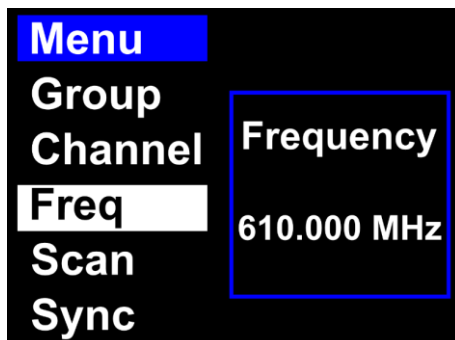 Menu
Group
Channel
Freq
Scan
Sync
Frequency
610.000 MHz